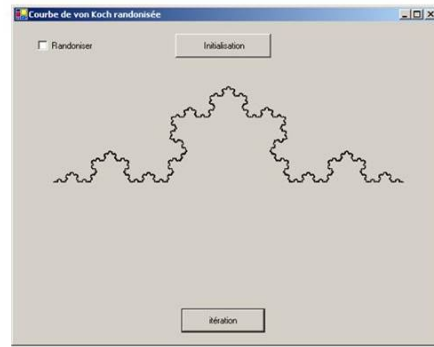 Courbe de von Koch randonisée
Randoniser
Initialisation
itération